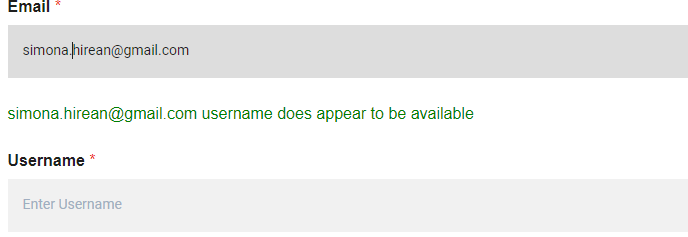 Email *
simona.hirean@gmail.com
simona.hirean@gmail.com username does appear to be available
Username *
Enter Username